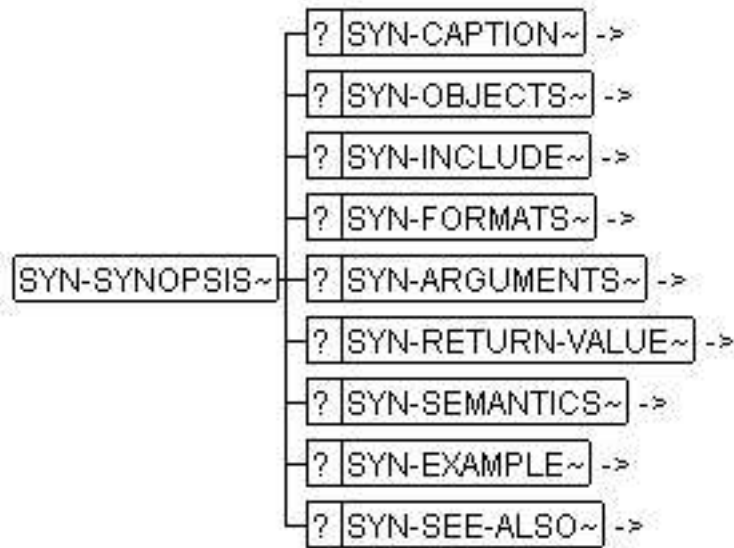 ? SYN-CAPTION~ ->
? SYN-OBJECTS~ ->
? SYN-INCLUDE~ ->
? SYN-FORMATS~ ->
SYN-SYNOPSIS~ ? SYN-ARGUMENTS~ ->
? SYN-RETURN-VALUE~ ->
? SYN-SEMANTICS~ ->
? SYN-EXAMPLE~ ->
? SYN-SEE-ALSO~ ->